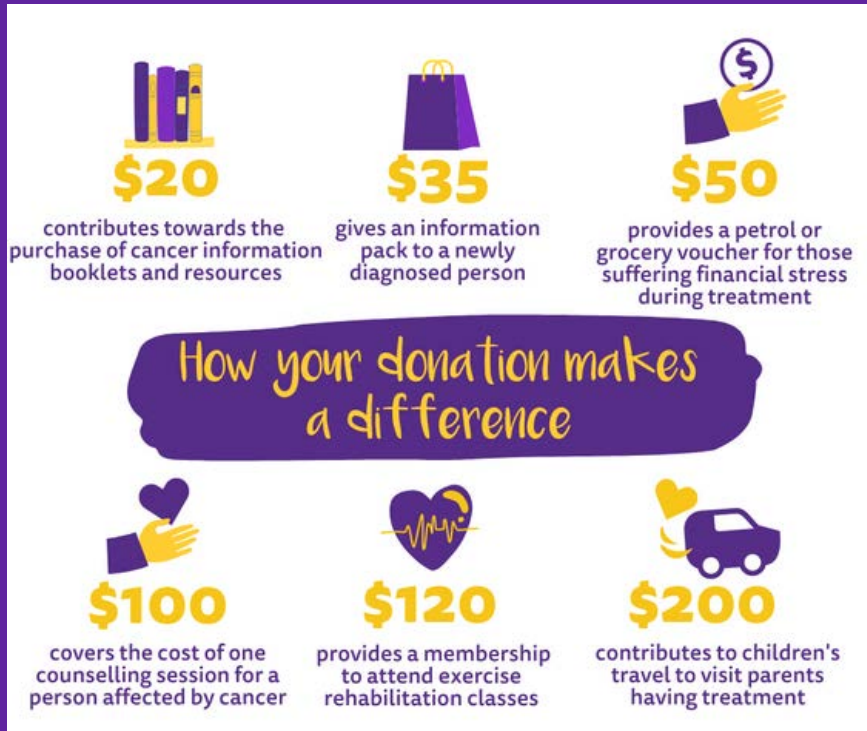 $20
contributes towards the
purchase of cancer information
booklets and resources
$35
gives an information
pack to a newly
diagnosed person
$
$50
provides a petrol or
grocery voucher for those
suffering financial stress
during treatment
How your donation makes
a difference
$100
covers the cost of one
counselling session for a
person affected by cancer
$120
provides a membership
to attend exercise
rehabilitation classes
$200
contributes to children's
travel to visit parents
having treatment